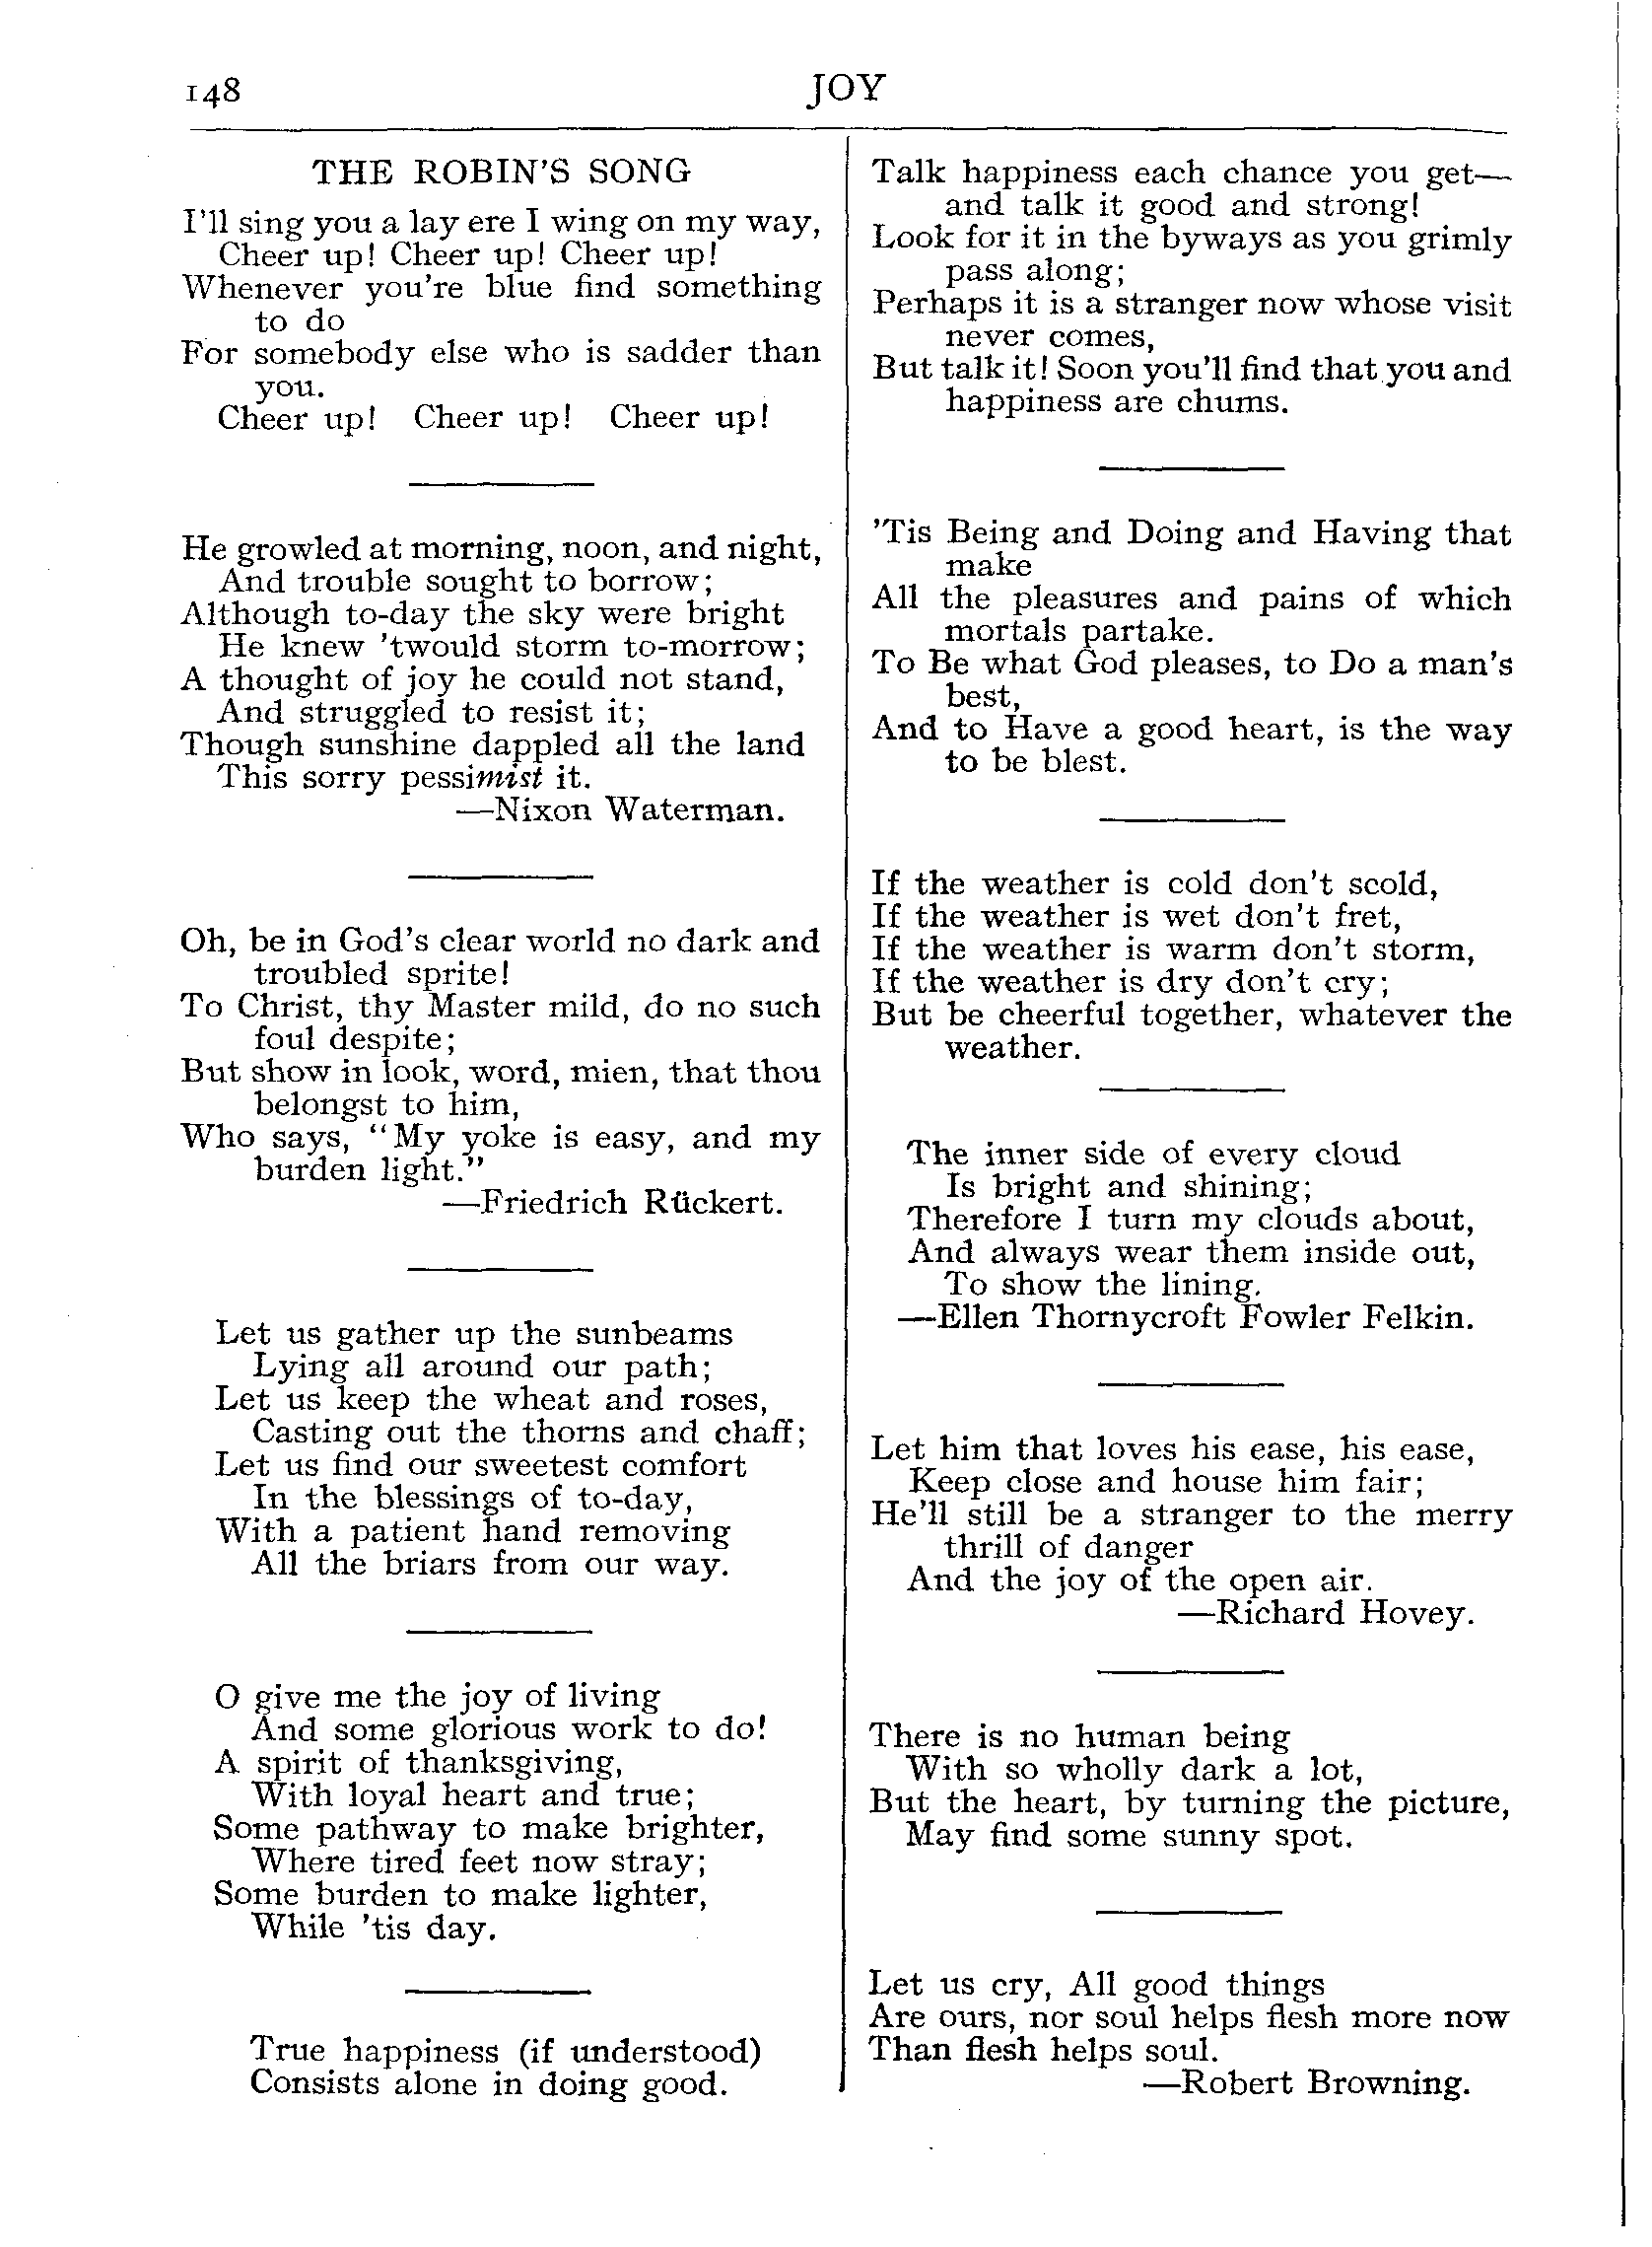 148
JOY
THE ROBIN'S SONG
I'll sing you a lay ere I wing on my way,
Cheer up! Cheer up! Cheer up!
Whenever you're blue find something
to do
For somebody else who is sadder than
you.
Cheer up! Cheer up! Cheer up!
He growled at morning, noon, and night,
And trouble sought to borrow;
Although to-day the sky were bright
He knew 'twould storm to-morrow;
A thought of joy he could not stand,
And struggled to resist it;
Though sunshine dappled all the land
This sorry pessimist it.
—Nixon Waterman.
Oh, be in God's clear world no dark and
troubled sprite!
To Christ, thy Master mild, do no such
foul despite;
But show in look, word, mien, that thou
belongst to him,
Who says, "My yoke is easy, and my
burden light."
—Friedrich Rückert.
Let us gather up the sunbeams
Lying all around our path;
Let us keep the wheat and roses,
Casting out the thorns and chaff;
Let us find our sweetest comfort
In the blessings of to-day,
With a patient hand removing
All the briars from our way.
O give me the joy of living
And some glorious work to do!
A spirit of thanksgiving,
With loyal heart and true;
Some pathway to make brighter,
Where tired feet now stray;
Some burden to make lighter,
While 'tis day.
True happiness (if understood)
Consists alone in doing good.
Talk happiness each chance you get—
and talk it good and strong!
Look for it in the byways as you grimly
pass along;
Perhaps it is a stranger now whose visit
never comes,
But talk it! Soon you'll find that you and
happiness are chums.
'Tis Being and Doing and Having that
make
All the pleasures and pains of which
mortals partake.
To Be what God pleases, to Do a man's
best,
And to Have a good heart, is the way
to be blest.
If the weather is cold don't scold,
If the weather is wet don't fret,
If the weather is warm don't storm,
If the weather is dry don't cry;
But be cheerful together, whatever the
weather.
The inner side of every cloud
Is bright and shining;
Therefore I turn my clouds about,
And always wear them inside out,
To show the lining.
—Ellen Thornycroft Fowler Felkin.
Let him that loves his ease, his ease,
Keep close and house him fair;
He'll still be a stranger to the merry
thrill of danger
And the joy of the open air.
—Richard Hovey.
There is no human being
With so wholly dark a lot,
But the heart, by turning the picture,
May find some sunny spot.
Let us cry, All good things
Are ours, nor soul helps flesh more now
Than flesh helps soul.
—Robert Browning.